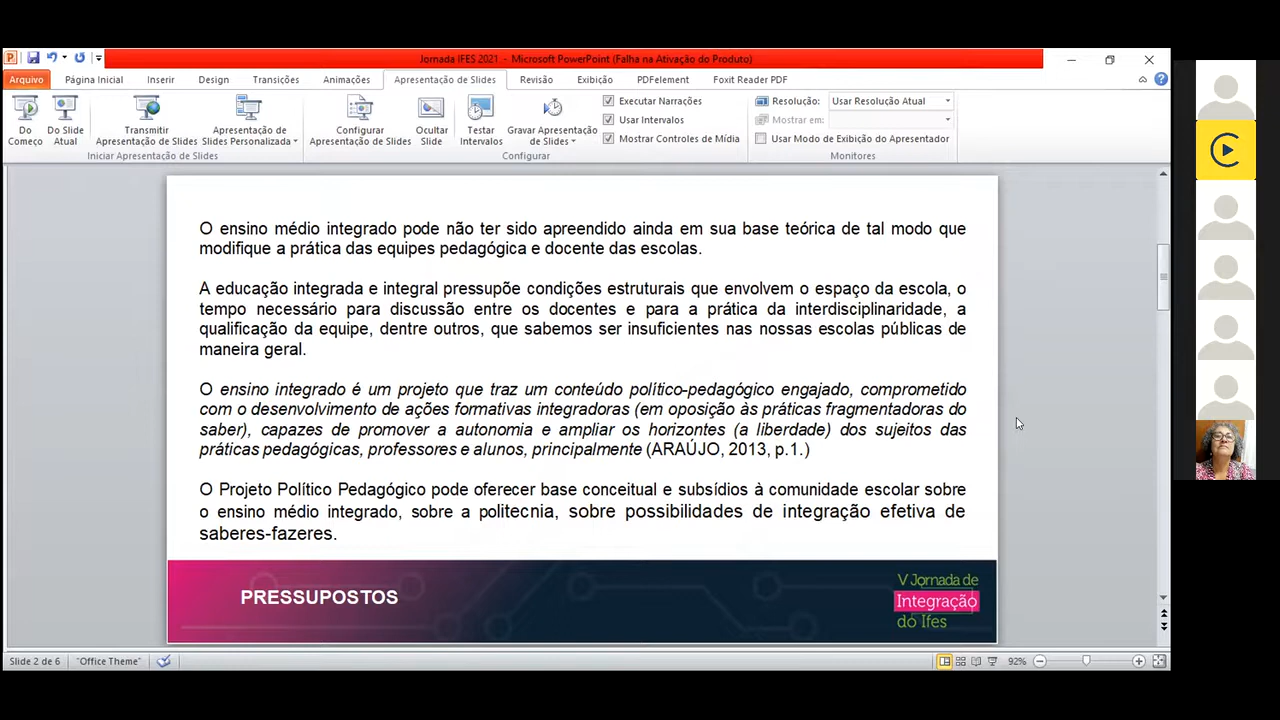 Jornada IFES 2021 - Microsoft PowerPoint (Falha na Ativação do Produto)
Arquivo Página Inicial Inserir Design Transições Animações Apresentação de Slides Revisão Exibição PDFelement Foxit Reader PDF
Do Começo
Do Slide Atual
Transmitir Apresentação de Slides
Apresentação de Slides Personalizada
Iniciar Apresentação de Slides
Configurar Apresentação de Slides
Ocultar Slide
Testar Intervalos
Gravar Apresentação de Slides
Executar Narrações
Usar Intervalos
Mostrar Controles de Mídia
Configurar
Resolução: Usar Resolução Atual
Mostrar em:
Usar Modo de Exibição do Apresentador
Monitores
O ensino médio integrado pode não ter sido apreendido ainda em sua base teórica de tal modo que
modifique a prática das equipes pedagógica e docente das escolas.
A educação integrada e integral pressupõe condições estruturais que envolvem o espaço da escola, o
tempo necessário para discussão entre os docentes e para a prática da interdisciplinaridade, a
qualificação da equipe, dentre outros, que sabemos ser insuficientes nas nossas escolas públicas de
maneira geral.
O ensino integrado é um projeto que traz um conteúdo político-pedagógico engajado, comprometido
com o desenvolvimento de ações formativas integradoras (em oposição às práticas fragmentadoras do
saber), capazes de promover a autonomia e ampliar os horizontes (a liberdade) dos sujeitos das
práticas pedagógicas, professores e alunos, principalmente (ARAÚJO, 2013, p.1.)
O Projeto Político Pedagógico pode oferecer base conceitual e subsídios à comunidade escolar sobre
o ensino médio integrado, sobre a politecnia, sobre possibilidades de integração efetiva de
saberes-fazeres.
PRESSUPOSTOS
V Jornada de
Integração
do Ifes
Slide 2 de 6 "Office Theme" 92%